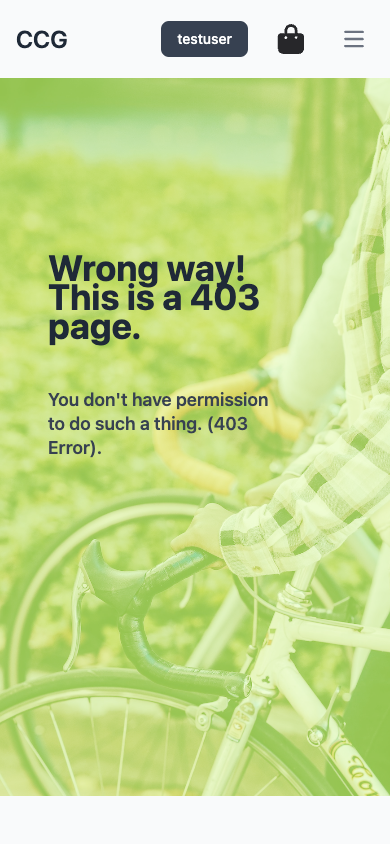 CCG
testuser
Wrong way!
This is a 403
page.
You don't have permission
to do such a thing. (403
Error).